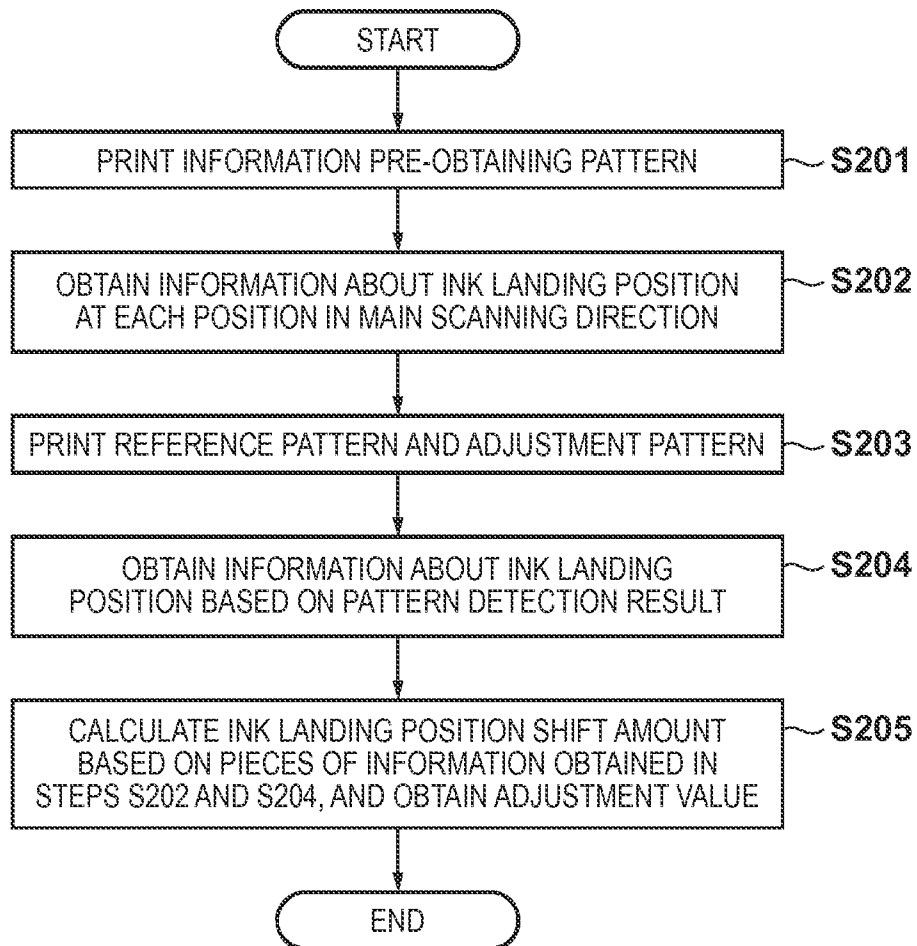 START
PRINT INFORMATION PRE-OBTAINING PATTERN
S201
OBTAIN INFORMATION ABOUT INK LANDING POSITION
AT EACH POSITION IN MAIN SCANNING DIRECTION
S202
PRINT REFERENCE PATTERN AND ADJUSTMENT PATTERN
S203
OBTAIN INFORMATION ABOUT INK LANDING
POSITION BASED ON PATTERN DETECTION RESULT
S204
CALCULATE INK LANDING POSITION SHIFT AMOUNT
BASED ON PIECES OF INFORMATION OBTAINED IN
STEPS S202 AND S204, AND OBTAIN ADJUSTMENT VALUE
S205
END